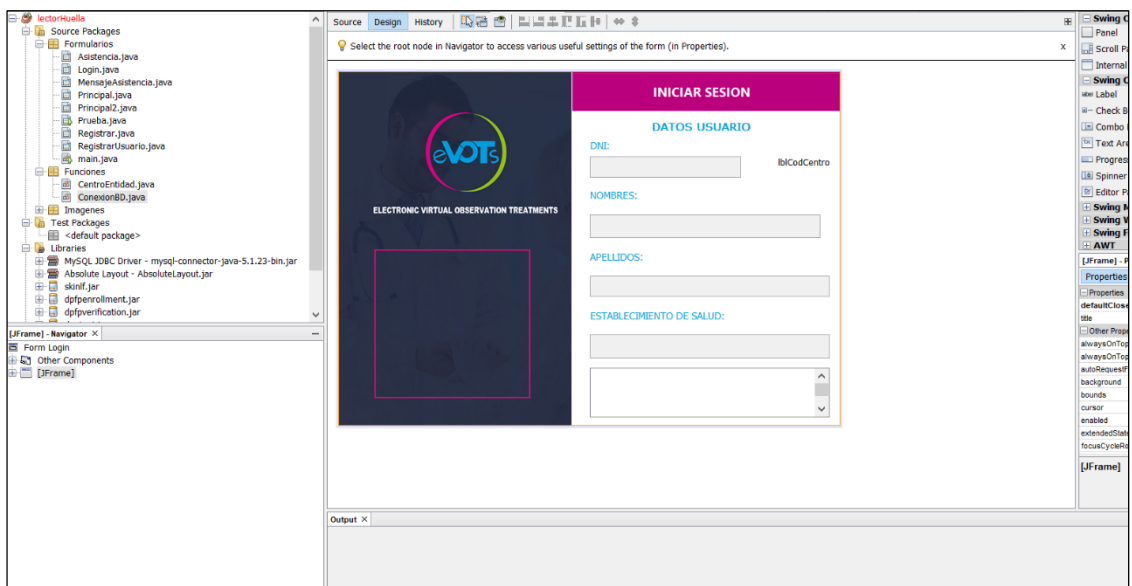 lectorHuella
Source Packages
Formularios
Asistencia.java
Login.java
MensajeAsistencia.java
Principal.java
Principal2.java
Prueba.java
Registrar.java
RegistrarUsuario.java
main.java
Funciones
CentroEntidad.java
ConexionBD.java
Imagenes
Test Packages
<default package>
Libraries
MySQL JDBC Driver - mysql-connector-java-5.1.23-bin.jar
Absolute Layout - AbsoluteLayout.jar
skinlf.jar
dpfpenrollment.jar
dpfpverification.jar
[JFrame] - Navigator
Form Login
Other Components
[JFrame]
Source Design History
Select the root node in Navigator to access various useful settings of the form (in Properties). x
eVOTs
ELECTRONIC VIRTUAL OBSERVATION TREATMENTS
INICIAR SESION
DATOS USUARIO
DNI:
lblCodCentro
NOMBRES:
APELLIDOS:
ESTABLECIMIENTO DE SALUD:
Output
Swing C
Panel
Scroll Pa
Internal
Swing C
Label
Check B
Combo
Text Are
Progres
Spinner
Editor Pa
Swing
Swing
Swing F
AWT
[JFrame] - P
Properties
Properties
defaultClose
title
Other Prope
alwaysOnTop
alwaysOnTop
autoRequestF
background
bounds
cursor
enabled
extendedState
focusCycleRo
[JFrame]